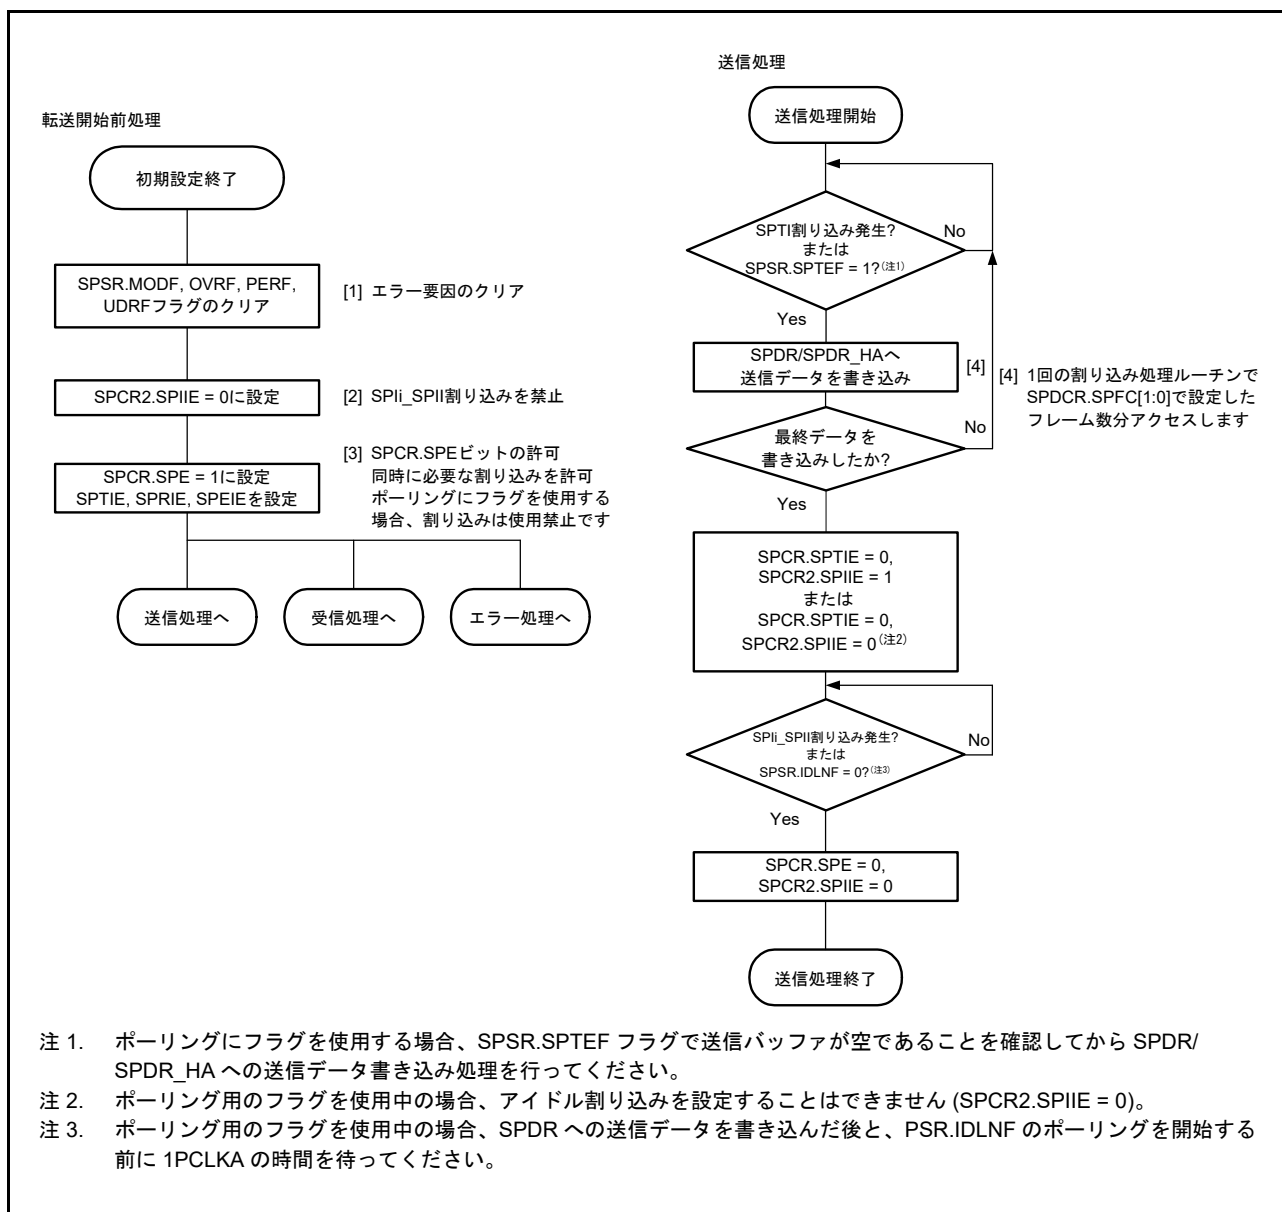 転送開始前処理
初期設定終了
SPSR.MODF, OVRF, PERF,
UDRFフラグのクリア
[1] エラー要因のクリア
SPCR2.SPIIE = 0に設定
[2] SPIi_SPII割り込みを禁止
SPCR.SPE = 1に設定
SPTIE, SPRIE, SPEIEを設定
[3] SPCR.SPEビットの許可
同時に必要な割り込みを許可
ポーリングにフラグを使用する
場合、割り込みは使用禁止です
送信処理へ
受信処理へ
エラー処理へ
送信処理
送信処理開始
SPTI割り込み発生?
または
SPSR.SPTEF = 1?(注1)
No
Yes
SPDR/SPDR_HAへ
送信データを書き込み
[4]
[4] 1回の割り込み処理ルーチンで
SPDCR.SPFC[1:0]で設定した
フレーム数分アクセスします
最終データを
書き込みしたか?
No
Yes
SPCR.SPTIE = 0,
SPCR2.SPIIE = 1
または
SPCR.SPTIE = 0,
SPCR2.SPIIE = 0(注2)
SPIi_SPII割り込み発生?
または
SPSR.IDLNF = 0?(注3)
No
Yes
SPCR.SPE = 0,
SPCR2.SPIIE = 0
送信処理終了
注 1. ポーリングにフラグを使用する場合、SPSR.SPTEF フラグで送信バッファが空であることを確認してから SPDR/
SPDR_HA への送信データ書き込み処理を行ってください。
注 2. ポーリング用のフラグを使用中の場合、アイドル割り込みを設定することはできません (SPCR2.SPIIE = 0)。
注 3. ポーリング用のフラグを使用中の場合、SPDR への送信データを書き込んだ後と、PSR.IDLNF のポーリングを開始する
前に 1PCLKA の時間を待ってください。